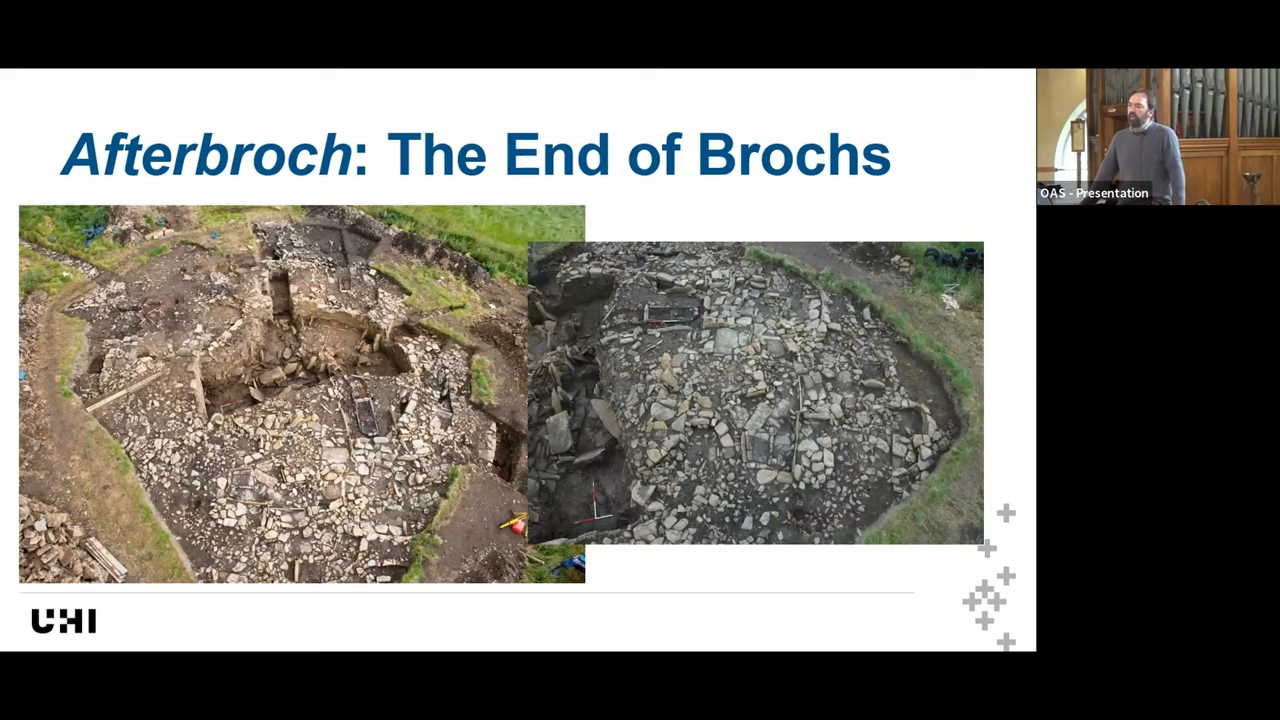 Afterbroch: The End of Brochs
OAS - Presentation
UHI